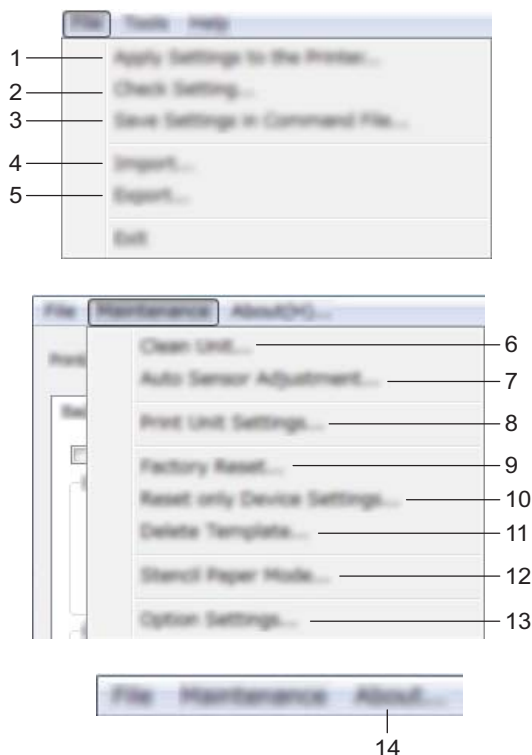 File Tools Help
1 Apply Settings to the Printer...
2 Check Setting...
3 Save Settings in Command File...
4 Import...
5 Export...
Exit
File Maintenance About(H)...
Clean Unit... 6
Auto Sensor Adjustment... 7
Print Unit Settings... 8
Factory Reset... 9
Reset only Device Settings... 10
Delete Template... 11
Stencil Paper Mode... 12
Option Settings... 13
File Maintenance About...
14